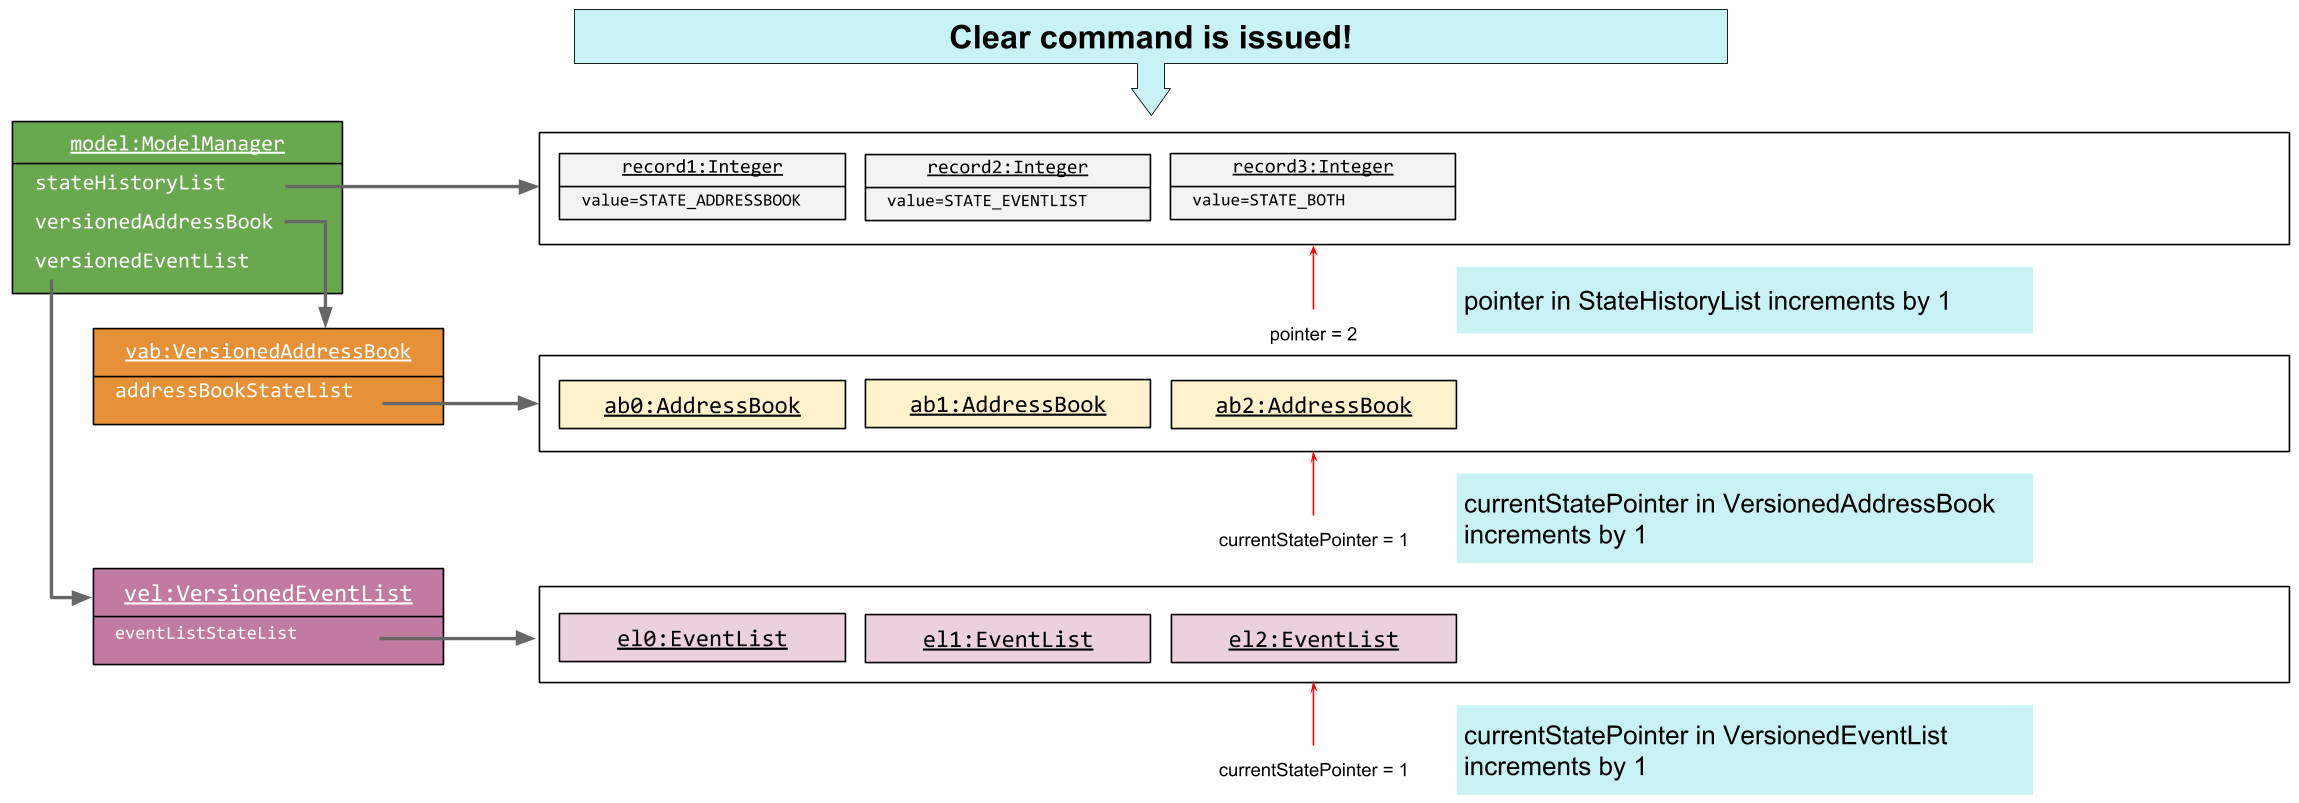 Clear command is issued!
model:ModelManager
stateHistoryList
versionedAddressBook
versionedEventList
record1:Integer
value=STATE_ADDRESSBOOK
record2:Integer
value=STATE_EVENTLIST
record3:Integer
value=STATE_BOTH
pointer = 2
pointer in StateHistoryList increments by 1
vab:VersionedAddressBook
addressBookStateList
ab0:AddressBook
ab1:AddressBook
ab2:AddressBook
currentStatePointer = 1
currentStatePointer in VersionedAddressBook
increments by 1
vel:VersionedEventList
eventListStateList
el0:EventList
el1:EventList
el2:EventList
currentStatePointer = 1
currentStatePointer in VersionedEventList
increments by 1